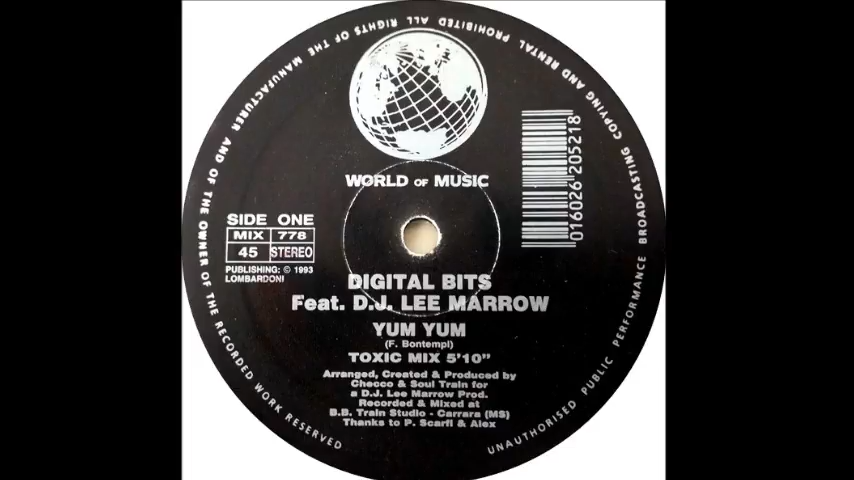 ALL RIGHTS OF THE MANUFACTURER AND OF THE OWNER OF THE RECORDED WORK RESERVED
UNAUTHORISED PUBLIC PERFORMANCE BROADCASTING COPYING AND RENTAL PROHIBITED
WORLD OF MUSIC
016026 205218
SIDE ONE
MIX 778
45 STEREO
PUBLISHING: © 1993
LOMBARDONI
DIGITAL BITS
Feat. D.J. LEE MARROW
YUM YUM
(F. Bontempi)
TOXIC MIX 5'10"
Arranged, Created & Produced by
Checco & Soul Train for
a D.J. Lee Marrow Prod.
Recorded & Mixed at
B.B. Train Studio - Carrara (MS)
Thanks to P. Scarfi & Alex